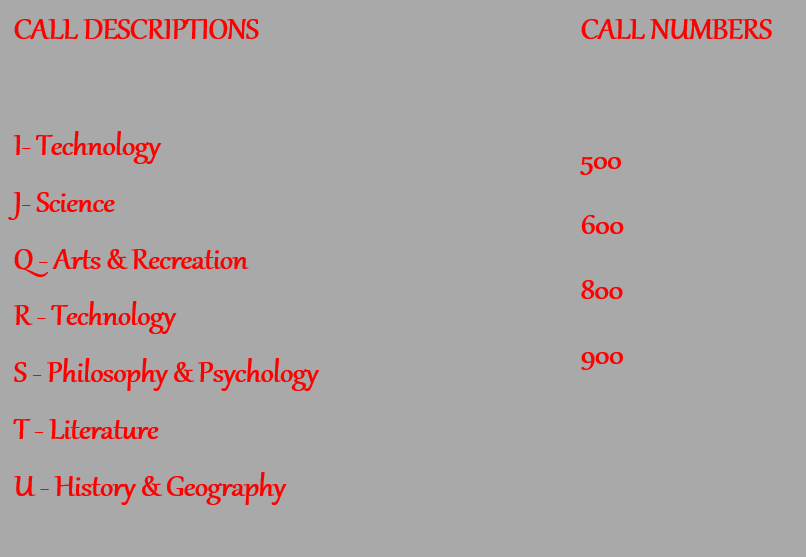 CALL DESCRIPTIONS
I- Technology
J- Science
Q - Arts & Recreation
R - Technology
S - Philosophy & Psychology
T - Literature
U - History & Geography
CALL NUMBERS
500
600
800
900